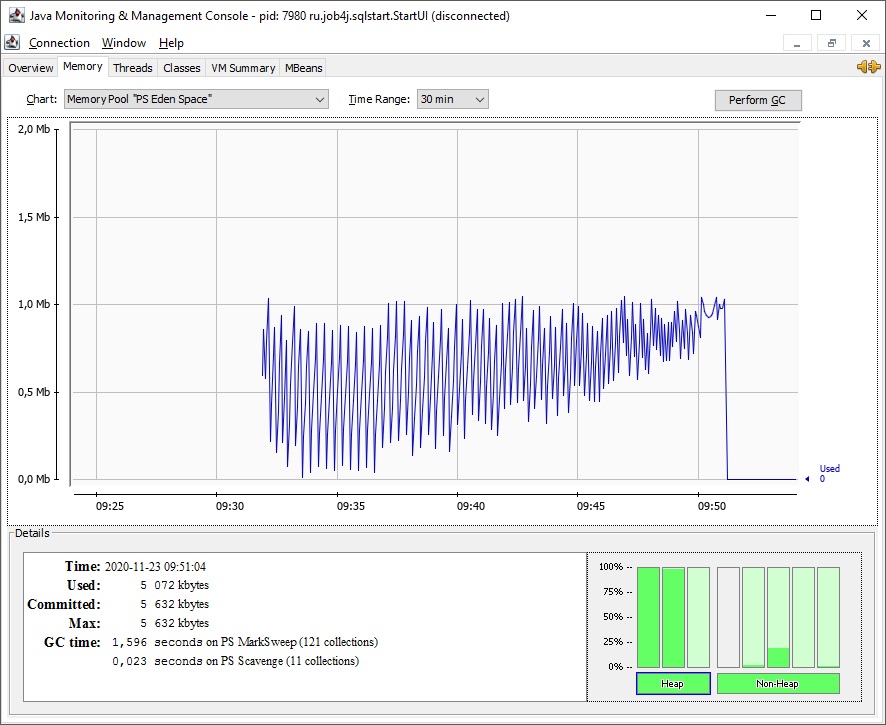 Java Monitoring & Management Console - pid: 7980 ru.job4j.sqlstart.StartUI (disconnected)
Connection Window Help
Overview Memory Threads Classes VM Summary MBeans
Chart: Memory Pool "PS Eden Space" Time Range: 30 min Perform GC
2,0 Mb
1,5 Mb
1,0 Mb
0,5 Mb
0,0 Mb
Used
0
09:25 09:30 09:35 09:40 09:45 09:50
Details
Time: 2020-11-23 09:51:04
Used: 5 072 kbytes
Committed: 5 632 kbytes
Max: 5 632 kbytes
GC time: 1,596 seconds on PS MarkSweep (121 collections)
0,023 seconds on PS Scavenge (11 collections)
100% --
75% --
50% --
25% --
0% --
Heap Non-Heap